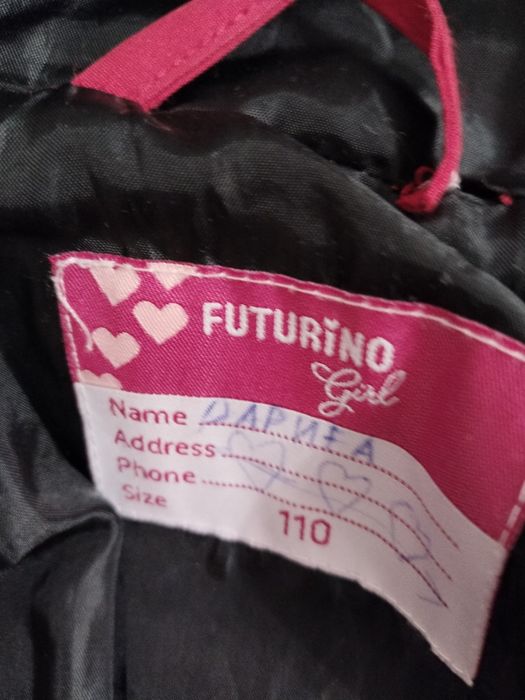 FUTURiNO
Girl
Name
Address
Phone
Size 110